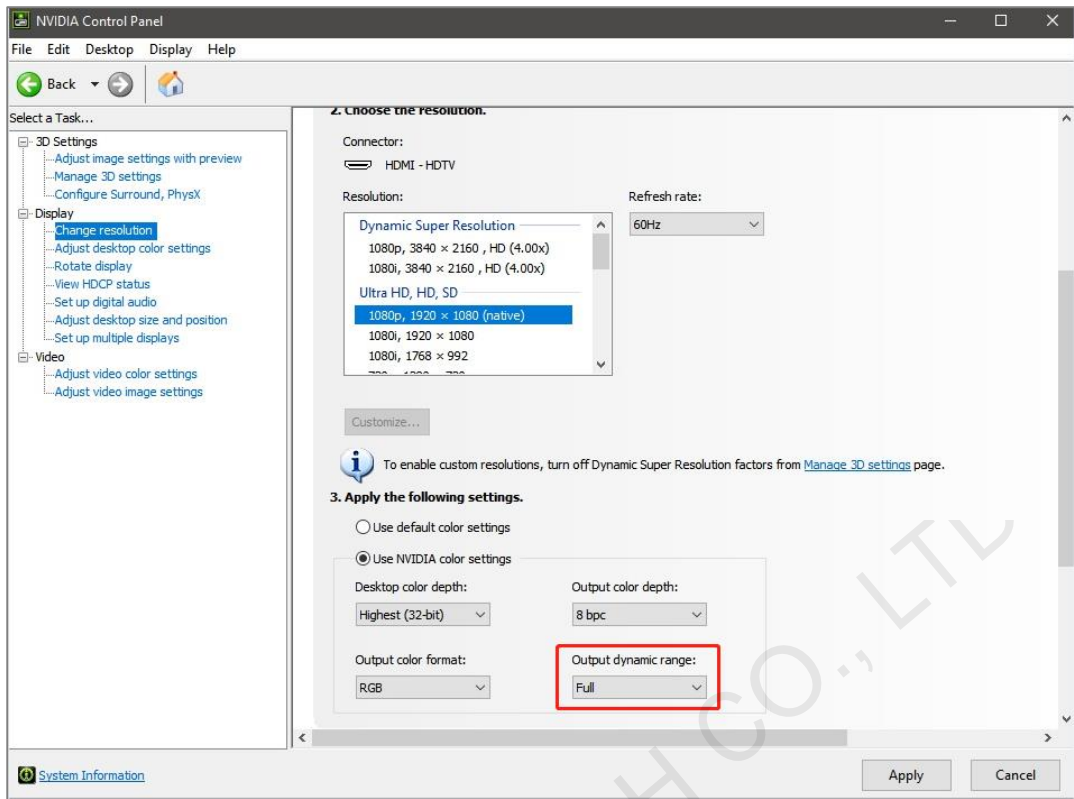 NVIDIA Control Panel
File Edit Desktop Display Help
Back
Select a Task...
3D Settings
Adjust image settings with preview
Manage 3D settings
Configure Surround, PhysX
Display
Change resolution
Adjust desktop color settings
Rotate display
View HDCP status
Set up digital audio
Adjust desktop size and position
Set up multiple displays
Video
Adjust video color settings
Adjust video image settings
2. Choose the resolution.
Connector:
HDMI - HDTV
Resolution:
Refresh rate:
Dynamic Super Resolution
1080p, 3840 × 2160 , HD (4.00x)
1080i, 3840 × 2160 , HD (4.00x)
Ultra HD, HD, SD
1080p, 1920 × 1080 (native)
1080i, 1920 × 1080
1080i, 1768 × 992
60Hz
Customize...
To enable custom resolutions, turn off Dynamic Super Resolution factors from Manage 3D settings page.
3. Apply the following settings.
Use default color settings
Use NVIDIA color settings
Desktop color depth:
Output color depth:
Highest (32-bit)
8 bpc
Output color format:
Output dynamic range:
RGB
Full
System Information
Apply
Cancel
H CO., LTD